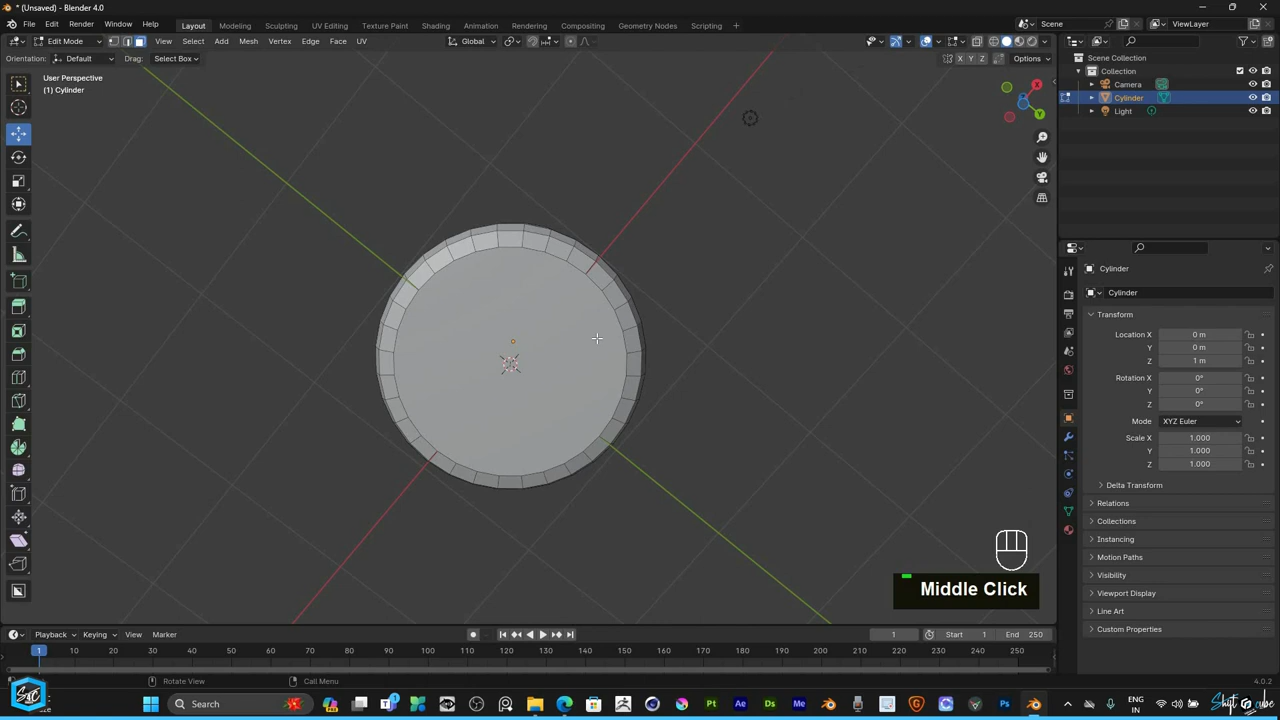 * (Unsaved) - Blender 4.0
File Edit Render Window Help Layout Modeling Sculpting UV Editing Texture Paint Shading Animation Rendering Compositing Geometry Nodes Scripting + Scene ViewLayer
Edit Mode View Select Add Mesh Vertex Edge Face UV Global
Orientation: Default Drag: Select Box X Y Z Options
User Perspective
(1) Cylinder
X
Y
Scene Collection
Collection
Camera
Cylinder
Light
Cylinder
Cylinder
Transform
Location X 0 m
Y 0 m
Z 1 m
Rotation X 0°
Y 0°
Z 0°
Mode XYZ Euler
Scale X 1.000
Y 1.000
Z 1.000
Delta Transform
Relations
Collections
Instancing
Motion Paths
Visibility
Viewport Display
Line Art
Custom Properties
Middle Click
Playback Keying View Marker 1 Start 1 End 250
1 10 20 30 40 50 60 70 80 90 100 110 120 130 140 150 160 170 180 190 200 210 220 230 240 250
Rotate View Call Menu 4.0.2
Search Pt Ae Ds Me Ps ENG
IN